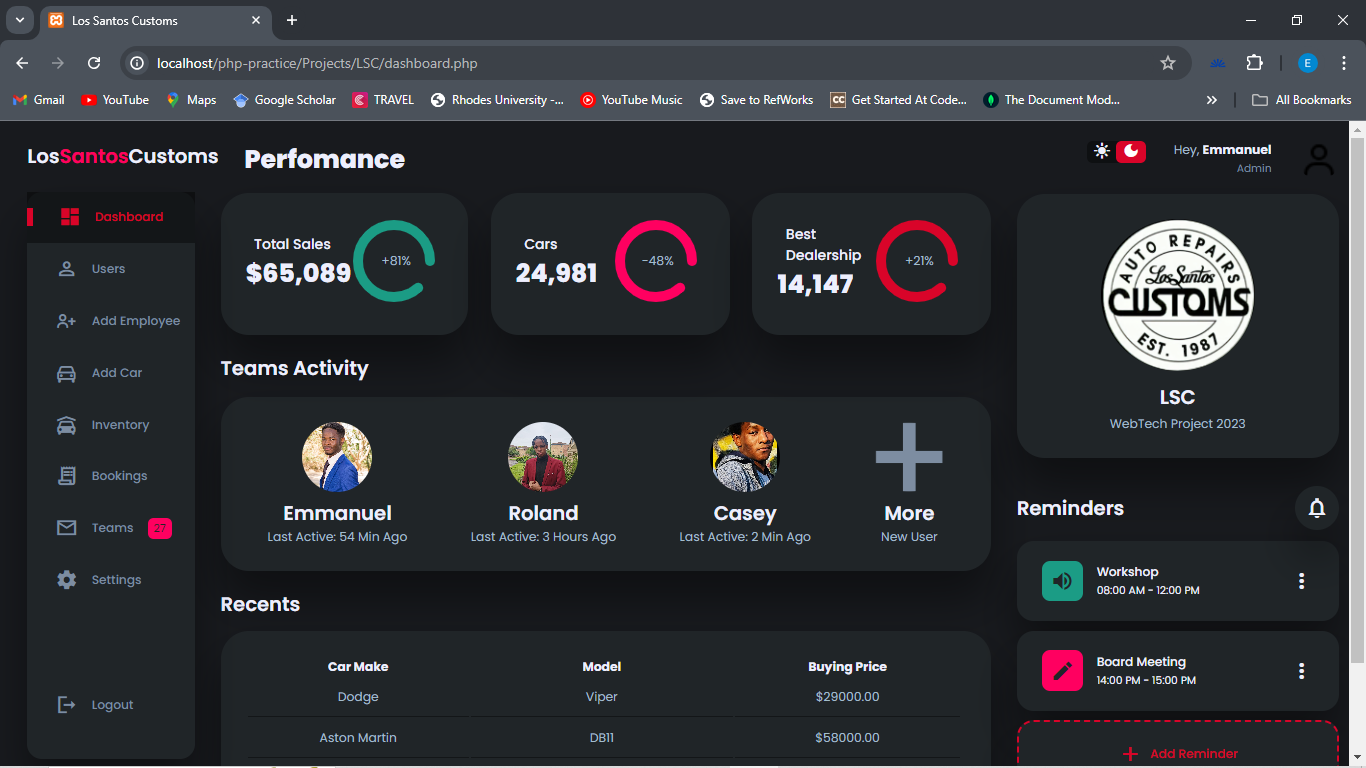 Los Santos Customs
localhost/php-practice/Projects/LSC/dashboard.php
E
Gmail
YouTube
Maps
Google Scholar
TRAVEL
Rhodes University -...
YouTube Music
Save to RefWorks
CC
Get Started At Code...
The Document Mod...
All Bookmarks
LosSantosCustoms
Perfomance
Hey, Emmanuel
Admin
Dashboard
Users
Add Employee
Add Car
Inventory
Bookings
Teams 27
Settings
Logout
Total Sales
$65,089
+81%
Cars
24,981
-48%
Best
Dealership
14,147
+21%
Teams Activity
Emmanuel
Last Active: 54 Min Ago
Roland
Last Active: 3 Hours Ago
Casey
Last Active: 2 Min Ago
More
New User
Recents
Car Make Model Buying Price
Dodge Viper $29000.00
Aston Martin DB11 $58000.00
AUTO REPAIRS
Los Santos
CUSTOMS
EST. 1987
LSC
WebTech Project 2023
Reminders
Workshop
08:00 AM - 12:00 PM
Board Meeting
14:00 PM - 15:00 PM
Add Reminder